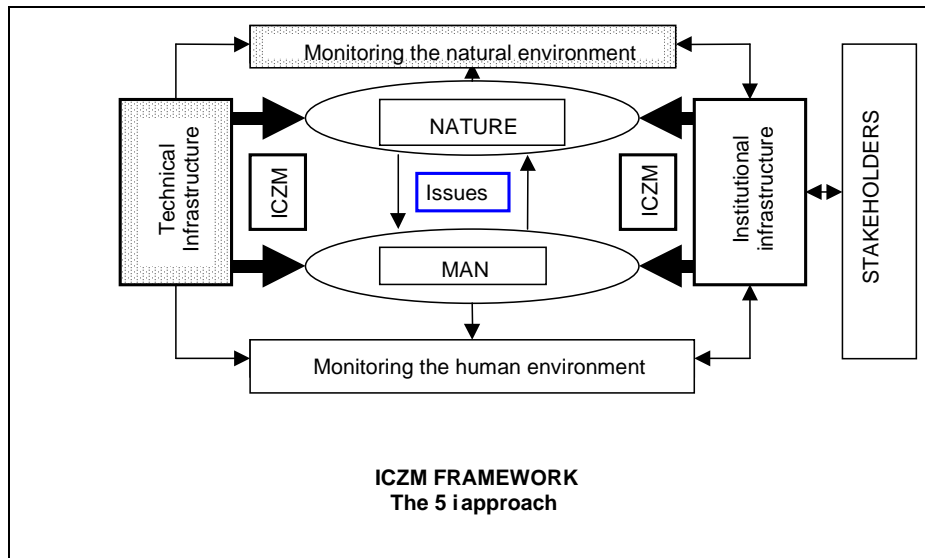 Monitoring the natural environment
NATURE
Technical
Infrastructure
ICZM
Issues
ICZM
Institutional
infrastructure
STAKEHOLDERS
MAN
Monitoring the human environment
ICZM FRAMEWORK
The 5 i approach